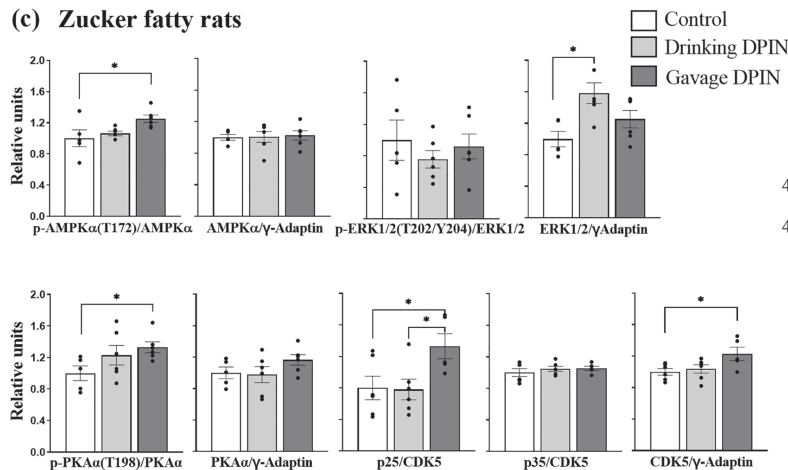 (c) Zucker fatty rats
Control
Drinking DPIN
Gavage DPIN
Relative units
2.0
1.6
1.2
0.8
0.4
0.0
*
*
p-AMPKα(T172)/AMPKα
AMPKα/γ-Adaptin
p-ERK1/2(T202/Y204)/ERK1/2
ERK1/2/γAdaptin
4
4
Relative units
2.0
1.6
1.2
0.8
0.4
0.0
*
*
*
*
p-PKAα(T198)/PKAα
PKAα/γ-Adaptin
p25/CDK5
p35/CDK5
CDK5/γ-Adaptin